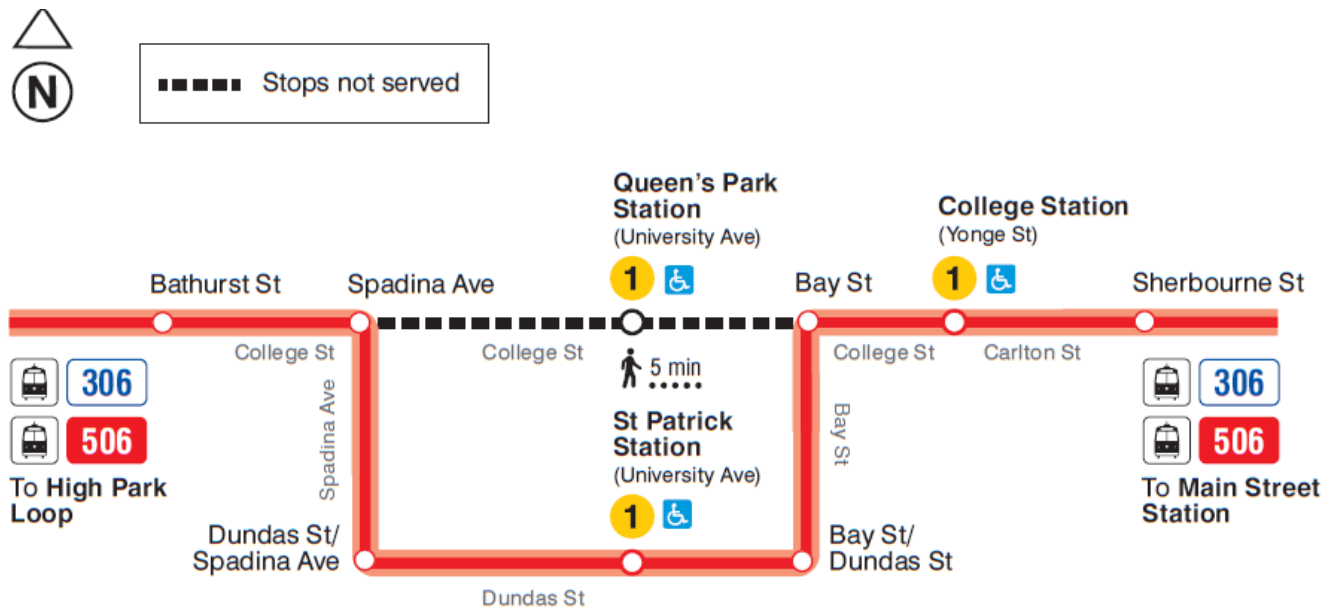 N
Stops not served
Queen's Park
Station
(University Ave)
1
College Station
(Yonge St)
1
Bathurst St
Spadina Ave
Bay St
Sherbourne St
College St
College St
College St
Carlton St
306
506
To High Park
Loop
Spadina Ave
5 min
St Patrick
Station
(University Ave)
1
Bay St
306
506
To Main Street
Station
Dundas St/
Spadina Ave
Bay St/
Dundas St
Dundas St